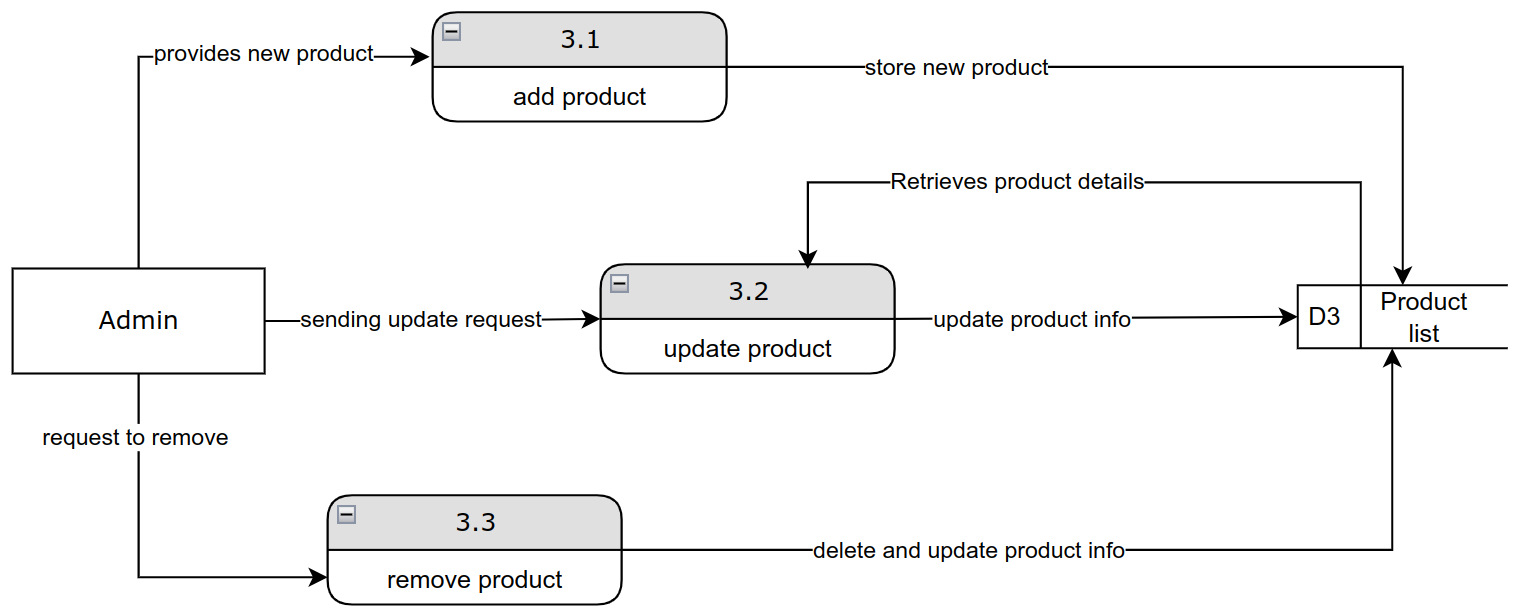 3.1
provides new product
add product
store new product
Retrieves product details
3.2
Admin
sending update request
update product
update product info
D3
Product
list
request to remove
3.3
remove product
delete and update product info